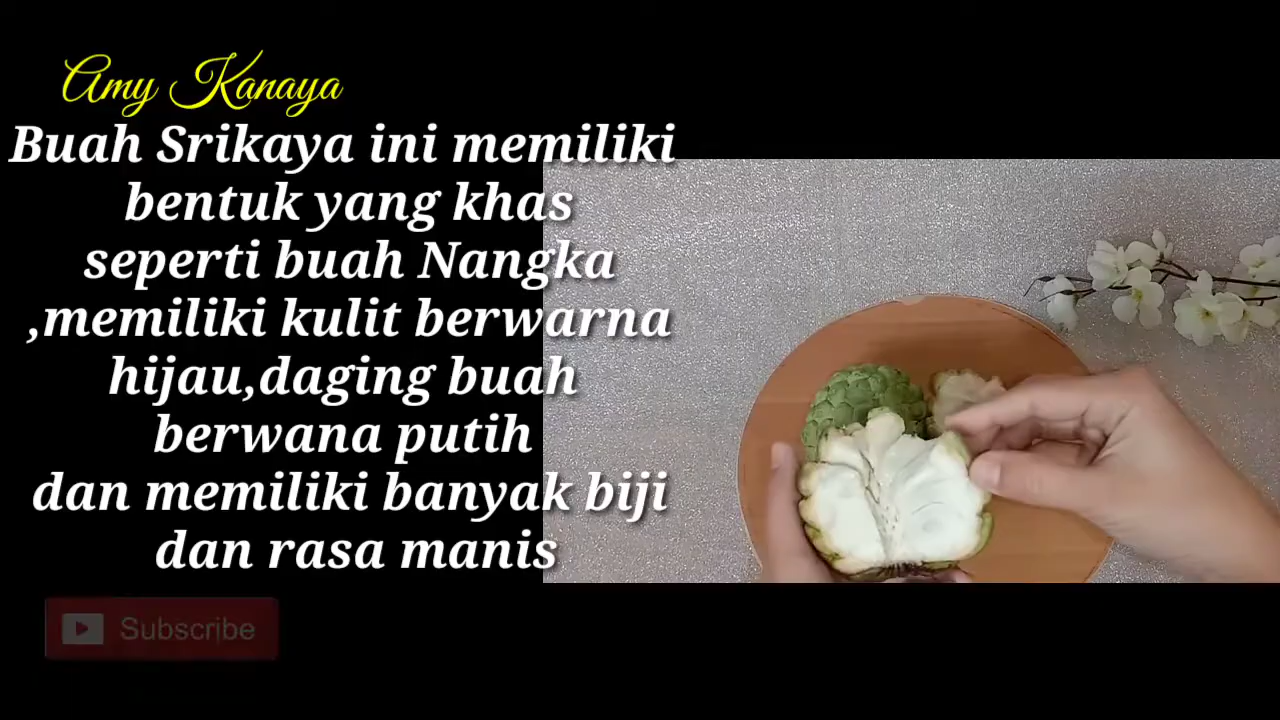 Amy Kanaya
Buah Srikaya ini memiliki
bentuk yang khas
seperti buah Nangka
,memiliki kulit berwarna
hijau,daging buah
berwana putih
dan memiliki banyak biji
dan rasa manis
Subscribe